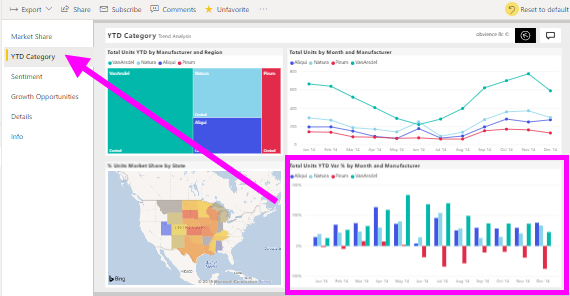 Export
Share
Subscribe
Comments
Unfavorite
Reset to default
Market Share
YTD Category
Sentiment
Growth Opportunities
Details
Info
YTD Category Trend Analysis
obvience llc ©
Total Units YTD by Manufacturer and Region
VanArsdel Natura Aliqui Pirum
VanArsdel
Natura
Pirum
Aliqui
Central
Central
Central
Total Units by Month and Manufacturer
VanArsdel Aliqui Natura Pirum
Jan '14 Feb '14 Mar '14 Apr '14 May '14 Jun '14 Jul '14 Aug '14 Sep '14 Oct '14 Nov '14 Dec '14
% Units Market Share by State
MEXICO
Bing
Total Units YTD Var % by Month and Manufacturer
Aliqui Natura Pirum VanArsdel
100%
0%
Jan '14 Feb '14 Mar '14 Apr '14 May '14 Jun '14 Jul '14 Aug '14 Sep '14 Oct '14 Nov '14 Dec '14